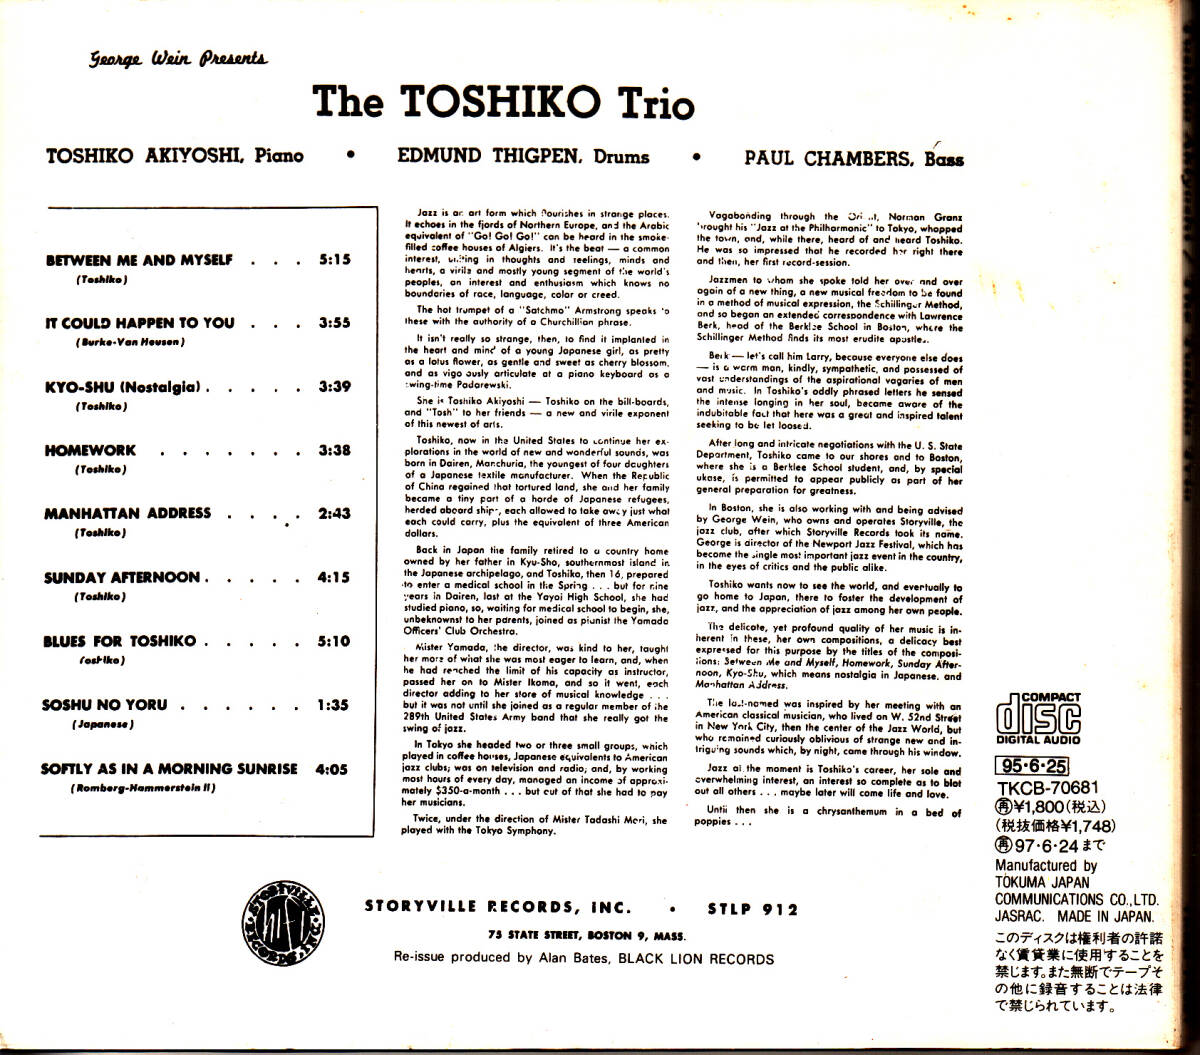 George Wein Presents
The TOSHIKO Trio
TOSHIKO AKIYOSHI, Piano • EDMUND THIGPEN, Drums • PAUL CHAMBERS, Bass
BETWEEN ME AND MYSELF . . . 5:15
(Toshiko)
IT COULD HAPPEN TO YOU . . . 3:55
(Burke-Van Heusen)
KYO-SHU (Nostalgia) . . . . . 3:39
(Toshiko)
HOMEWORK . . . . . . . 3:38
(Toshiko)
MANHATTAN ADDRESS . . . . 2:43
(Toshiko)
SUNDAY AFTERNOON . . . . . 4:15
(Toshiko)
BLUES FOR TOSHIKO . . . . . 5:10
(Toshiko)
SOSHU NO YORU . . . . . . 1:35
(Japanese)
SOFTLY AS IN A MORNING SUNRISE 4:05
(Romberg-Hammerstein II)
Jazz is an art form which flourishes in strange places.
It echoes in the fjords of Northern Europe, and the Arabic
equivalent of "Go! Go! Go!" can be heard in the smoke-
filled coffee houses of Algiers. It's the beat — a common
interest, uniting in thoughts and feelings, minds and
hearts, a virile and mostly young segment of the world's
peoples, an interest and enthusiasm which knows no
boundaries of race, language, color or creed.
The hot trumpet of a "Satchmo" Armstrong speaks to
these with the authority of a Churchillian phrase.
It isn't really so strange, then, to find it implanted in
the heart and mind of a young Japanese girl, as pretty
as a lotus flower, as gentle and sweet as cherry blossom,
and as vigorously articulate at a piano keyboard as a
swing-time Paderewski.
She is Toshiko Akiyoshi — Toshiko on the bill-boards,
and "Tosh" to her friends — a new and virile exponent
of this newest of arts.
Toshiko, now in the United States to continue her ex-
plorations in the world of new and wonderful sounds, was
born in Dairen, Manchuria, the youngest of four daughters
of a Japanese textile manufacturer. When the Republic
of China regained that tortured land, she and her family
became a tiny part of a horde of Japanese refugees,
herded aboard ship, each allowed to take away just what
each could carry, plus the equivalent of three American
dollars.
Back in Japan the family retired to a country home
owned by her father in Kyu-Sho, southernmost island in
the Japanese archipelago, and Toshiko, then 16, prepared
to enter a medical school in the Spring . . . but for nine
years in Dairen, last at the Yayoi High School, she had
studied piano, so, waiting for medical school to begin, she,
unbeknownst to her parents, joined as pianist the Yamada
Officers' Club Orchestra.
Mister Yamada, the director, was kind to her, taught
her more of what she was most eager to learn, and, when
he had reached the limit of his capacity as instructor,
passed her on to Mister Ikoma, and so it went, each
director adding to her store of musical knowledge . . .
but it was not until she joined as a regular member of the
289th United States Army band that she really got the
swing of jazz.
In Tokyo she headed two or three small groups, which
played in coffee houses, Japanese equivalents to American
jazz clubs; was on television and radio; and, by working
most hours of every day, managed an income of approxi-
mately $350-a-month . . . but out of that she had to pay
her musicians.
Twice, under the direction of Mister Tadashi Mori, she
played with the Tokyo Symphony.
Vagabonding through the Orient, Norman Granz
brought his "Jazz at the Philharmonic" to Tokyo, whopped
the town, and, while there, heard of and heard Toshiko.
He was so impressed that he recorded her right there
and then, her first record-session.
Jazzmen to whom she spoke told her over and over
again of a new thing, a new musical freedom to be found
in a method of musical expression, the Schillinger Method,
and so began an extended correspondence with Lawrence
Berk, head of the Berklee School in Boston, where the
Schillinger Method finds its most erudite apostles.
Berk — let's call him Larry, because everyone else does
— is a warm man, kindly, sympathetic, and possessed of
vast understandings of the aspirational vagaries of men
and music. In Toshiko's oddly phrased letters he sensed
the intense longing in her soul, became aware of the
indubitable fact that here was a great and inspired talent
seeking to be let loosed.
After long and intricate negotiations with the U. S. State
Department, Toshiko came to our shores and to Boston,
where she is a Berklee School student, and, by special
ukase, is permitted to appear publicly as part of her
general preparation for greatness.
In Boston, she is also working with and being advised
by George Wein, who owns and operates Storyville, the
jazz club, after which Storyville Records took its name.
George is director of the Newport Jazz Festival, which has
become the single most important jazz event in the country,
in the eyes of critics and the public alike.
Toshiko wants now to see the world, and eventually to
go home to Japan, there to foster the development of
jazz, and the appreciation of jazz among her own people.
The delicate, yet profound quality of her music is in-
herent in these, her own compositions, a delicacy best
expressed for this purpose by the titles of the composi-
tions: Between Me and Myself, Homework, Sunday After-
noon, Kyo-Shu, which means nostalgia in Japanese, and
Manhattan Address.
The last-named was inspired by her meeting with an
American classical musician, who lived on W. 52nd Street
in New York City, then the center of the Jazz World, but
who remained curiously oblivious of strange new and in-
triguing sounds which, by night, came through his window.
Jazz at the moment is Toshiko's career, her sole and
overwhelming interest, an interest so complete as to blot
out all others . . . maybe later will come life and love.
Until then she is a chrysanthemum in a bed of
poppies . . .
COMPACT
disc
DIGITAL AUDIO
95·6·25
TKCB-70681
再¥1,800(税込)
(税抜価格¥1,748)
再97·6·24まで
Manufactured by
TOKUMA JAPAN
COMMUNICATIONS CO.,LTD.
JASRAC. MADE IN JAPAN.
このディスクは権利者の許諾
なく賃貸業に使用することを
禁じます。また無断でテープそ
の他に録音することは法律
で禁じられています。
STORYVILLE RECORDS, INC.
STORYVILLE RECORDS, INC. • STLP 912
75 STATE STREET, BOSTON 9, MASS.
Re-issue produced by Alan Bates, BLACK LION RECORDS